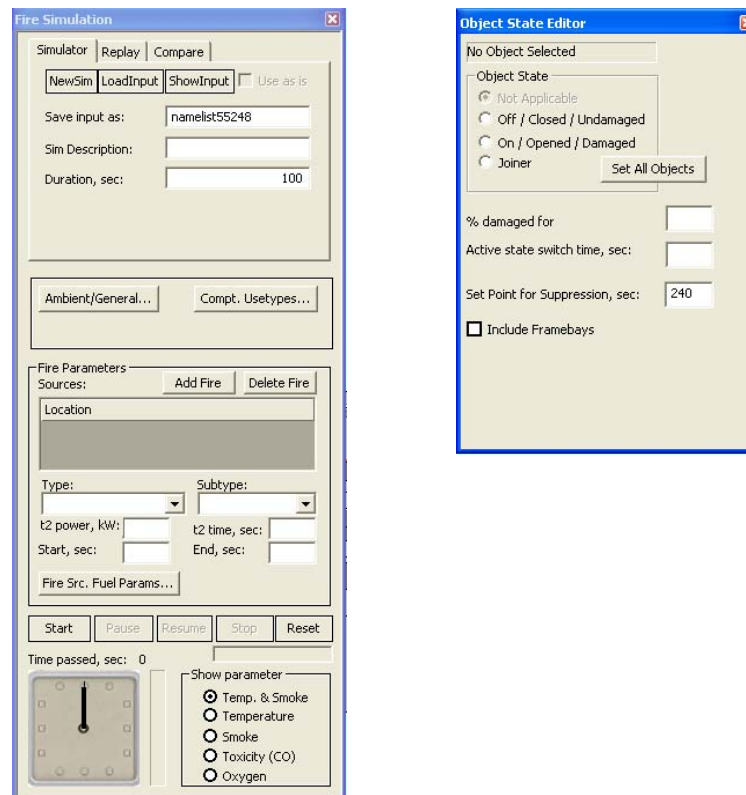 Fire Simulation
Simulator Replay Compare
NewSim LoadInput ShowInput Use as is
Save input as: namelist55248
Sim Description:
Duration, sec: 100
Ambient/General... Compt. Usetypes...
Fire Parameters
Sources: Add Fire Delete Fire
Location
Type: Subtype:
t2 power, kW: t2 time, sec:
Start, sec: End, sec:
Fire Src. Fuel Params...
Start Pause Resume Stop Reset
Time passed, sec: 0
Show parameter
Temp. & Smoke
Temperature
Smoke
Toxicity (CO)
Oxygen
Object State Editor
No Object Selected
Object State
Not Applicable
Off / Closed / Undamaged
On / Opened / Damaged
Joiner
Set All Objects
% damaged for
Active state switch time, sec:
Set Point for Suppression, sec: 240
Include Framebays